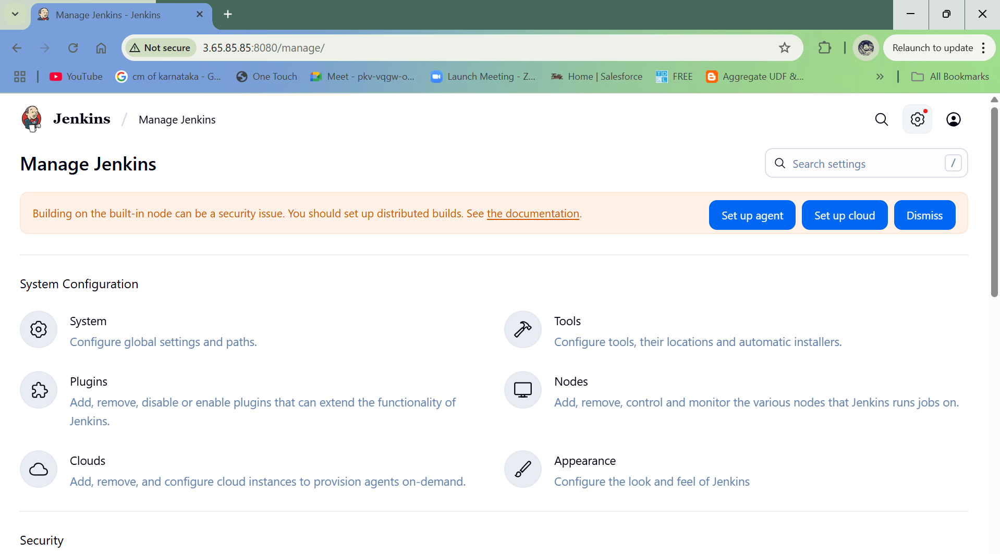 Manage Jenkins - Jenkins
Not secure 3.65.85.85:8080/manage/ Relaunch to update
YouTube cm of karnataka - G... One Touch Meet - pkv-vqgw-o... Launch Meeting - Z... Home | Salesforce FREE Aggregate UDF &... » All Bookmarks
Jenkins / Manage Jenkins
Manage Jenkins
Search settings /
Building on the built-in node can be a security issue. You should set up distributed builds. See the documentation.
Set up agent Set up cloud Dismiss
System Configuration
System
Configure global settings and paths.
Tools
Configure tools, their locations and automatic installers.
Plugins
Add, remove, disable or enable plugins that can extend the functionality of
Jenkins.
Nodes
Add, remove, control and monitor the various nodes that Jenkins runs jobs on.
Clouds
Add, remove, and configure cloud instances to provision agents on-demand.
Appearance
Configure the look and feel of Jenkins
Security